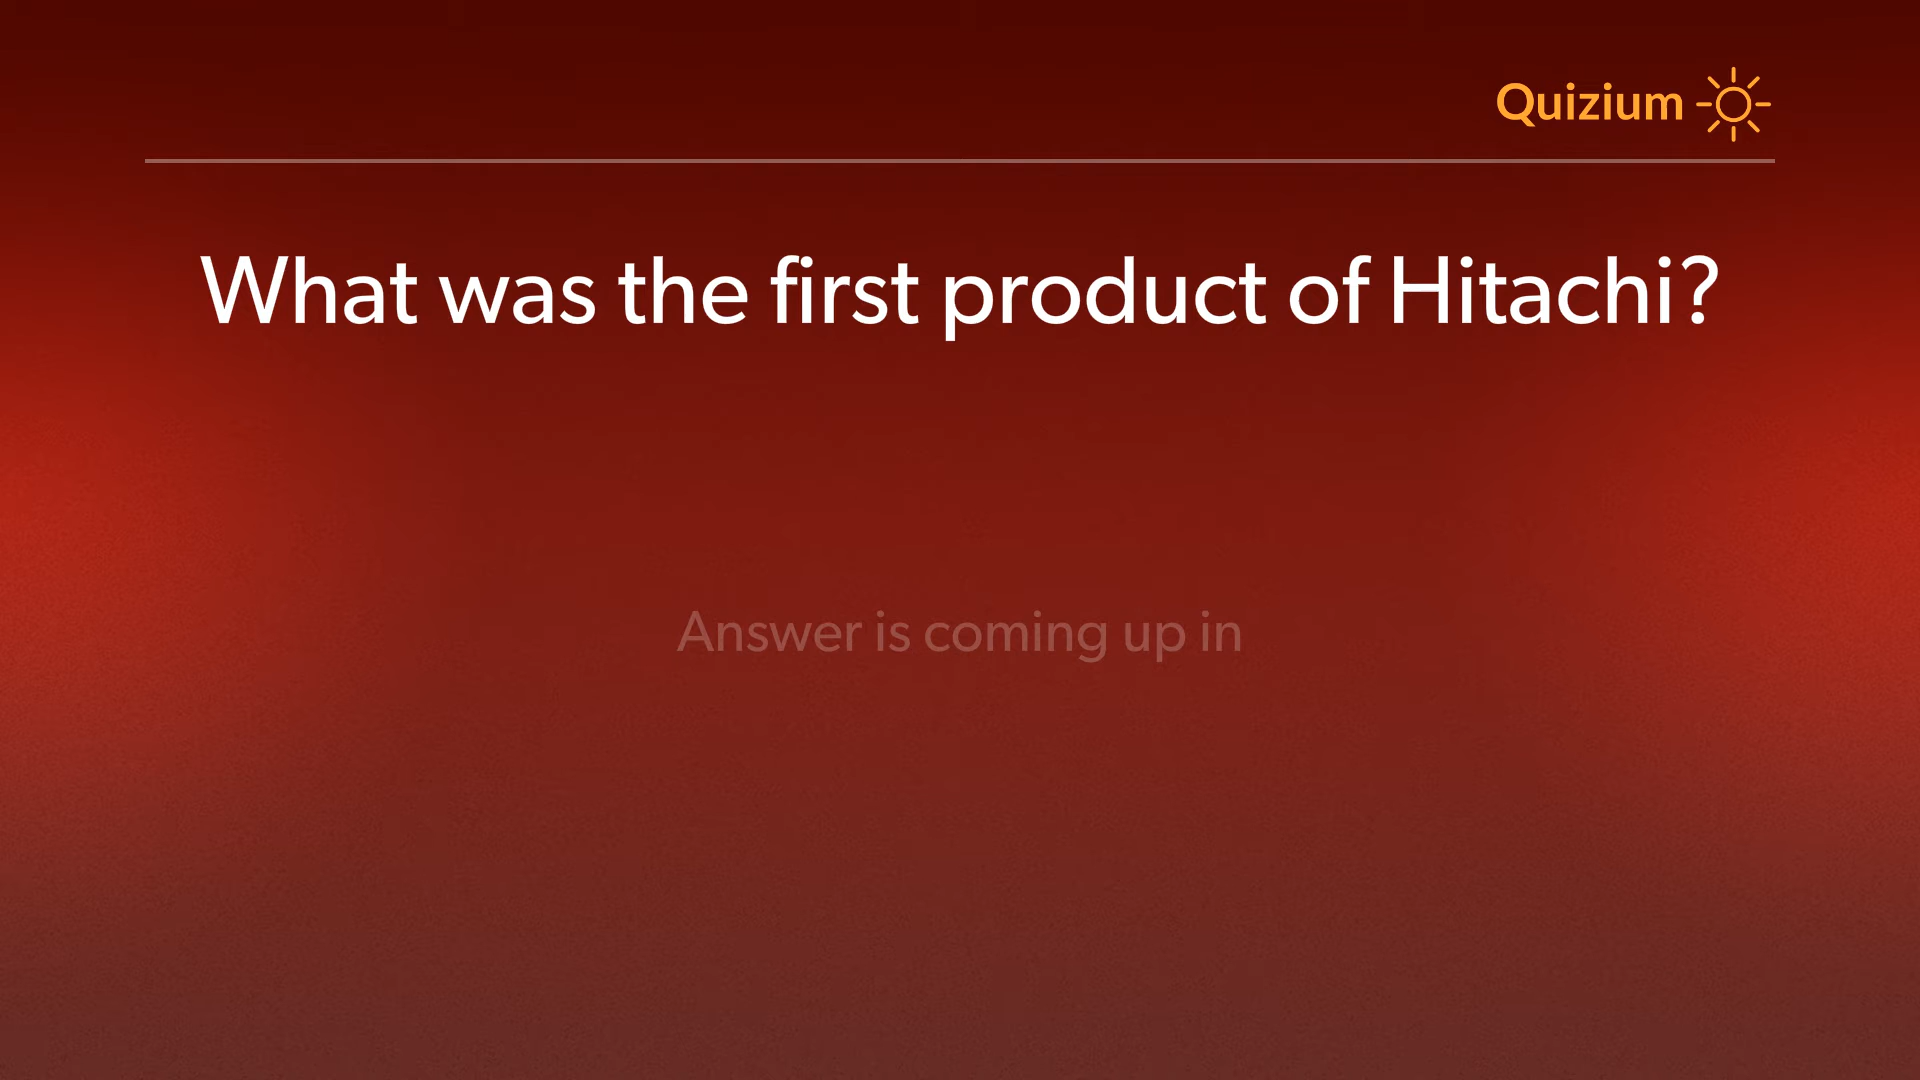 Quizium
What was the first product of Hitachi?
Answer is coming up in